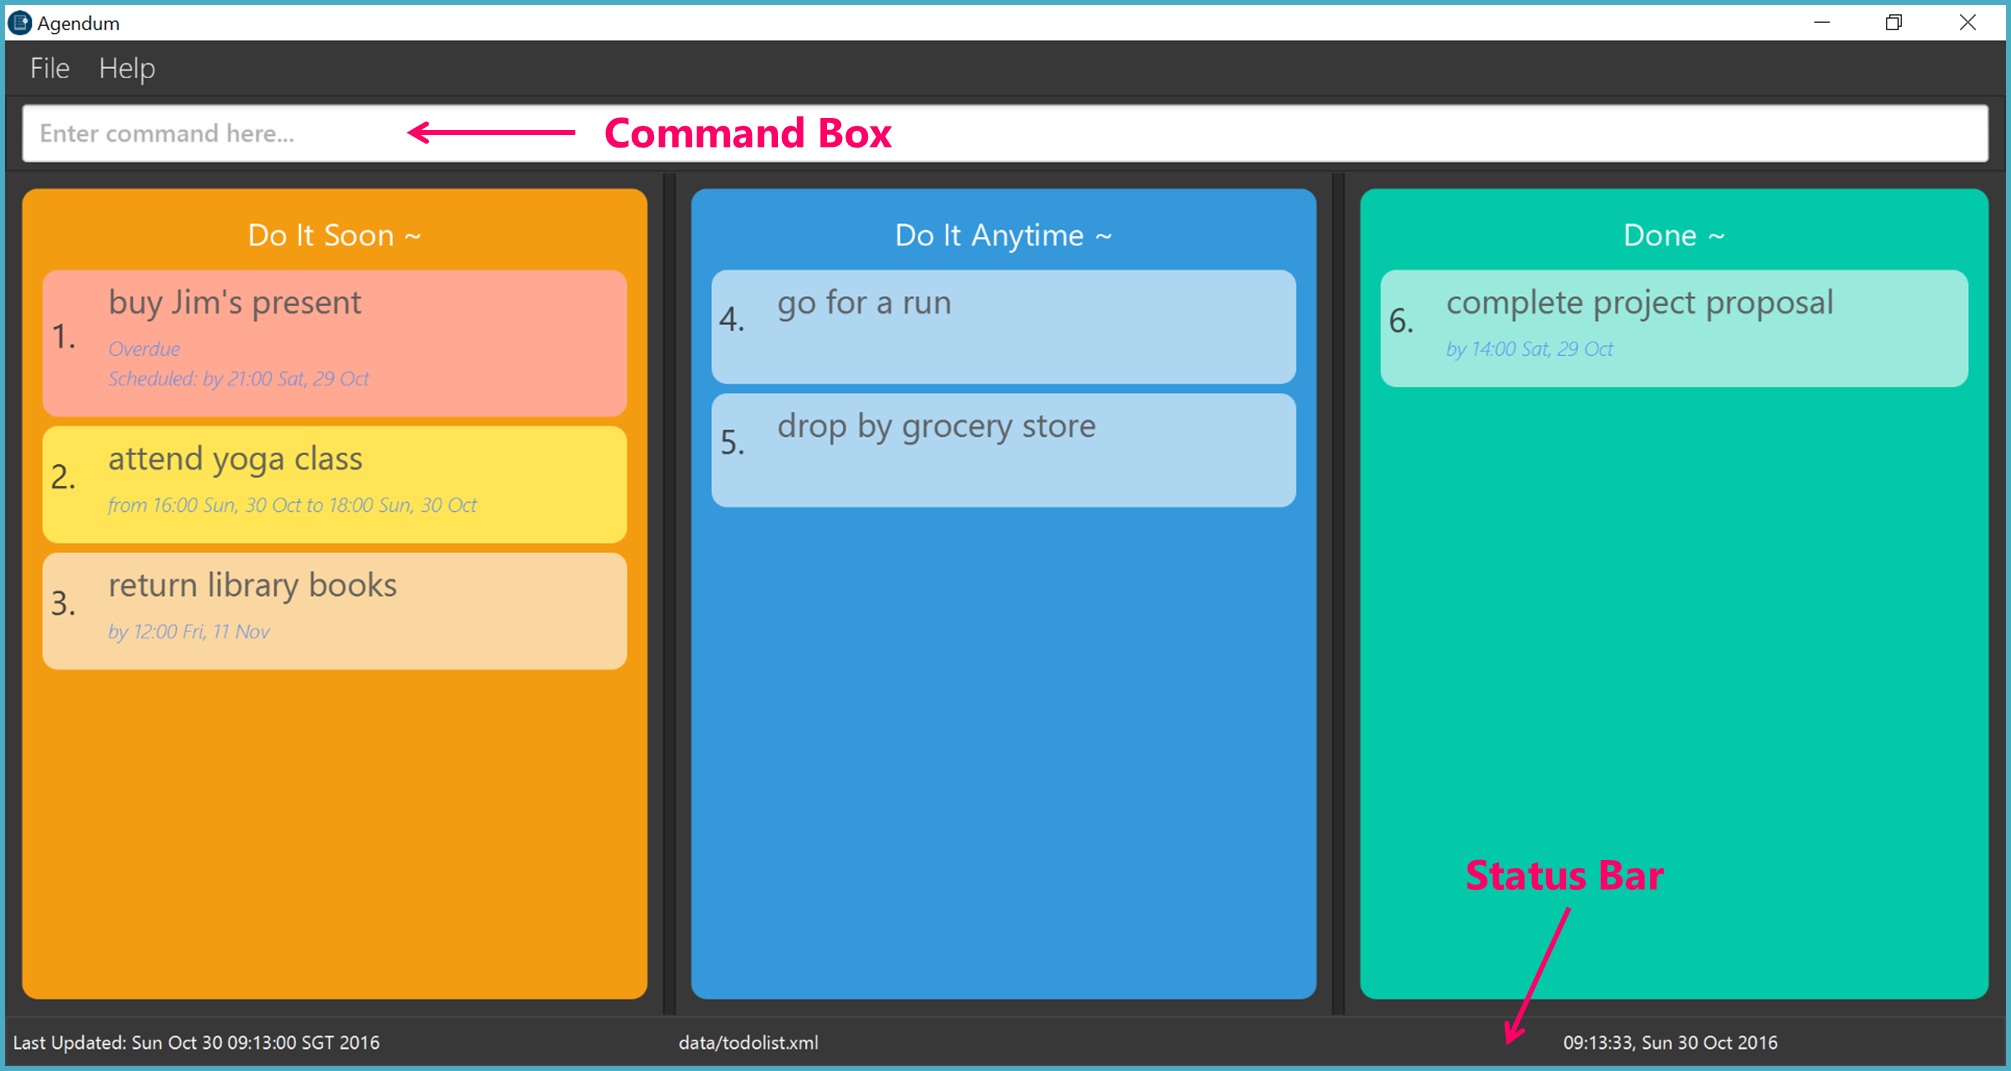 Agendum
File Help
Enter command here...
Command Box
Do It Soon ~
1. buy Jim's present
Overdue
Scheduled: by 21:00 Sat, 29 Oct
2. attend yoga class
from 16:00 Sun, 30 Oct to 18:00 Sun, 30 Oct
3. return library books
by 12:00 Fri, 11 Nov
Do It Anytime ~
4. go for a run
5. drop by grocery store
Done ~
6. complete project proposal
by 14:00 Sat, 29 Oct
Status Bar
Last Updated: Sun Oct 30 09:13:00 SGT 2016
data/todolist.xml
09:13:33, Sun 30 Oct 2016